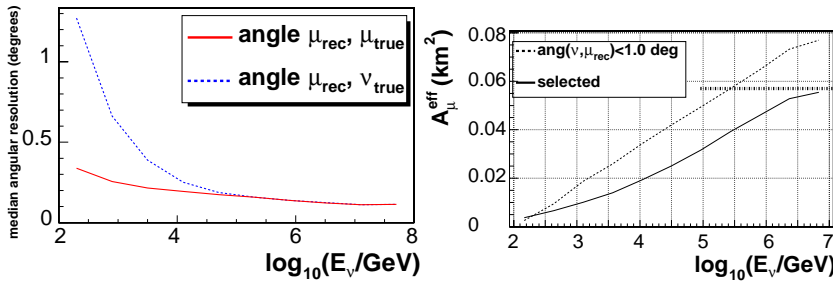 median angular resolution (degrees)
1
0.5
0
angle μrec, μtrue
angle μrec, νtrue
2 4 6 8
log10(Eν/GeV)
Aμeff (km2)
0.08
0.06
0.04
0.02
0
ang(ν,μrec)<1.0 deg
selected
2 3 4 5 6 7
log10(Eν/GeV)